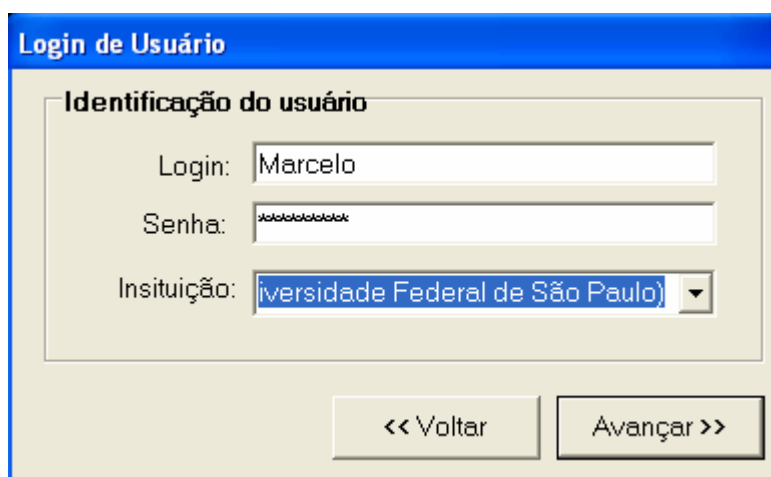 Login de Usuário
Identificação do usuário
Login: Marcelo
Senha: **********
Insituição: iversidade Federal de São Paulo)
<< Voltar Avançar >>